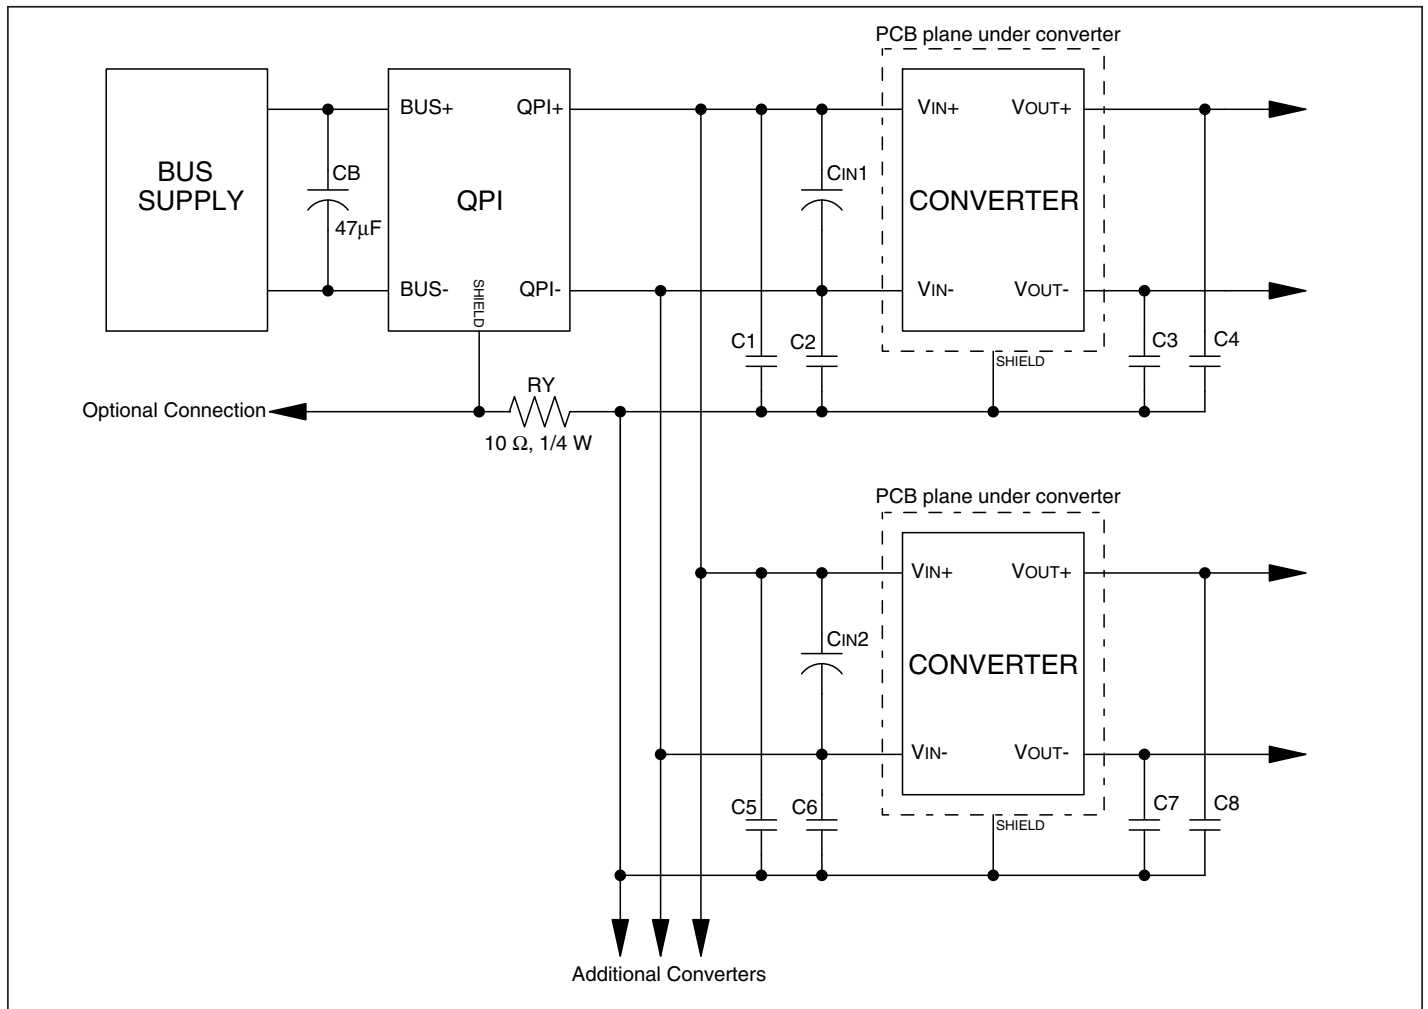 PCB plane under converter
BUS
SUPPLY
CB
47µF
BUS+
QPI+
QPI
BUS-
SHIELD
QPI-
CIN1
VIN+
VOUT+
CONVERTER
VIN-
VOUT-
C1
C2
SHIELD
C3
C4
Optional Connection
RY
10 Ω, 1/4 W
PCB plane under converter
VIN+
VOUT+
CIN2
CONVERTER
VIN-
VOUT-
C5
C6
SHIELD
C7
C8
Additional Converters